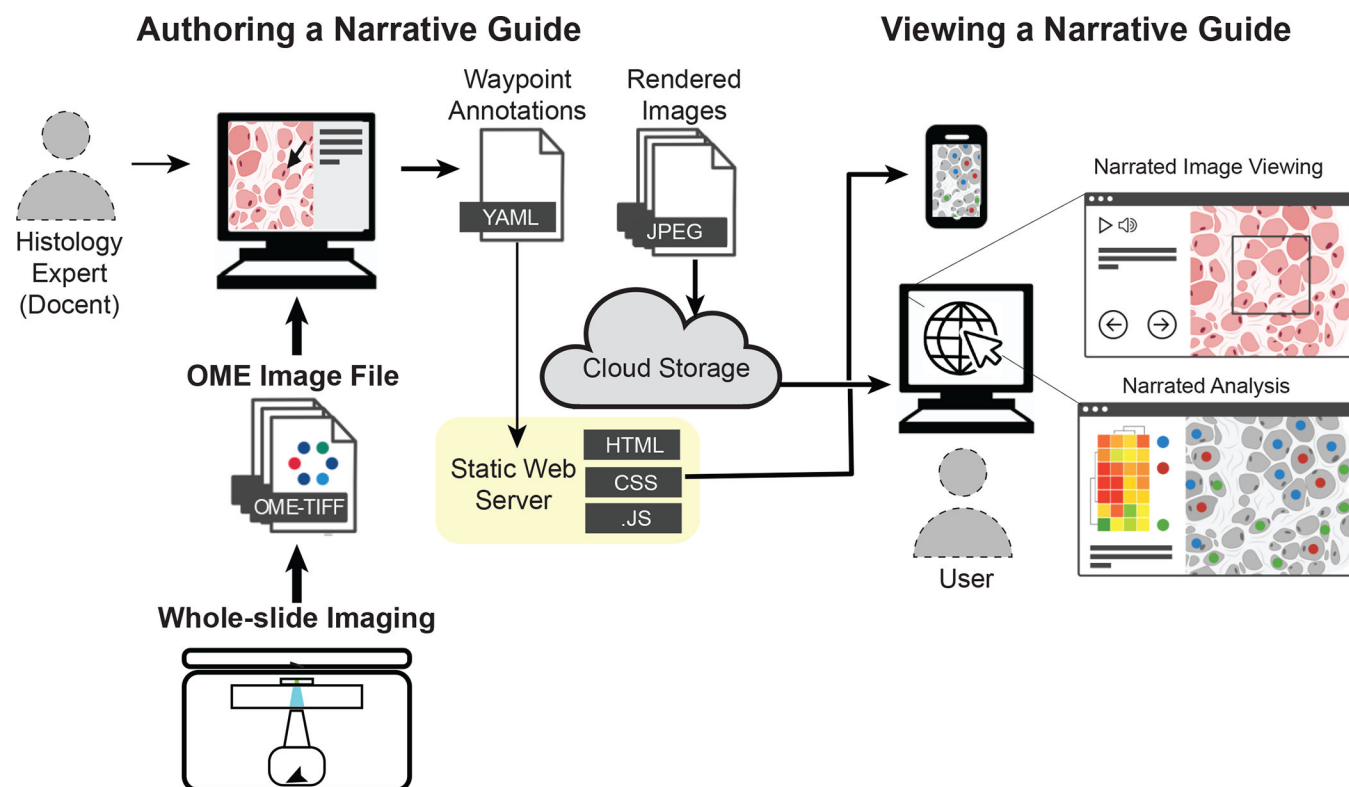 Authoring a Narrative Guide
Viewing a Narrative Guide
Waypoint
Annotations
Rendered
Images
YAML
JPEG
Histology
Expert
(Docent)
OME Image File
OME-TIFF
Whole-slide Imaging
Cloud Storage
Static Web
Server
HTML
CSS
.JS
User
Narrated Image Viewing
Narrated Analysis